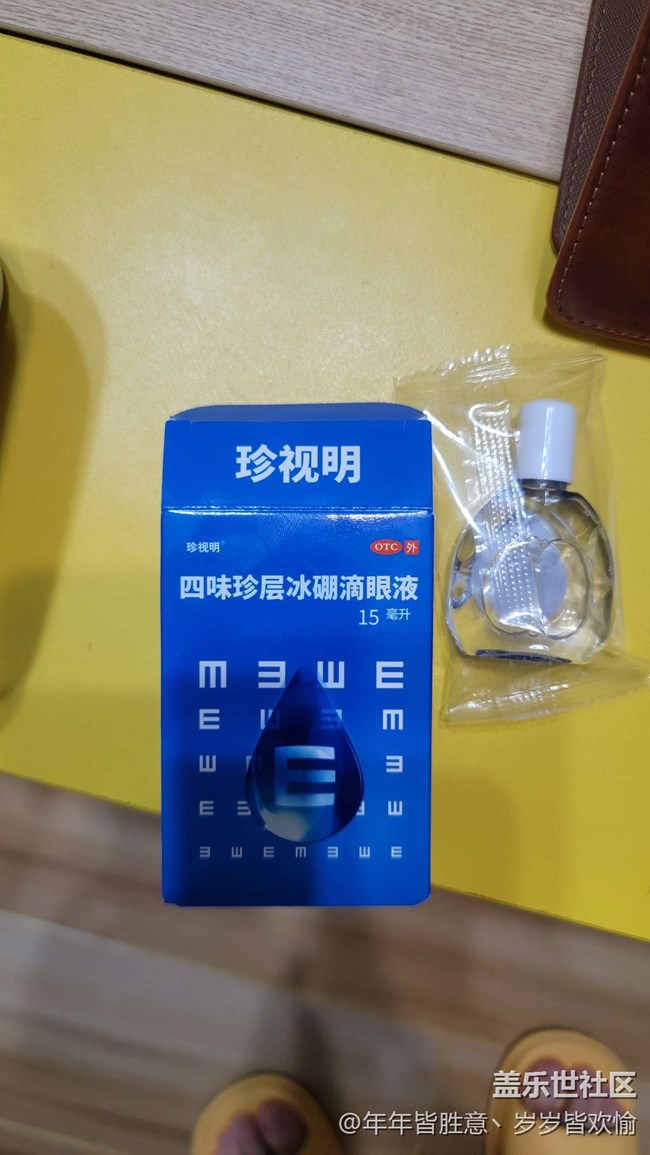 珍视明
珍视明
OTC 外
四味珍层冰硼滴眼液
15 毫升
E
盖乐世社区
@年年皆胜意丶岁岁皆欢愉